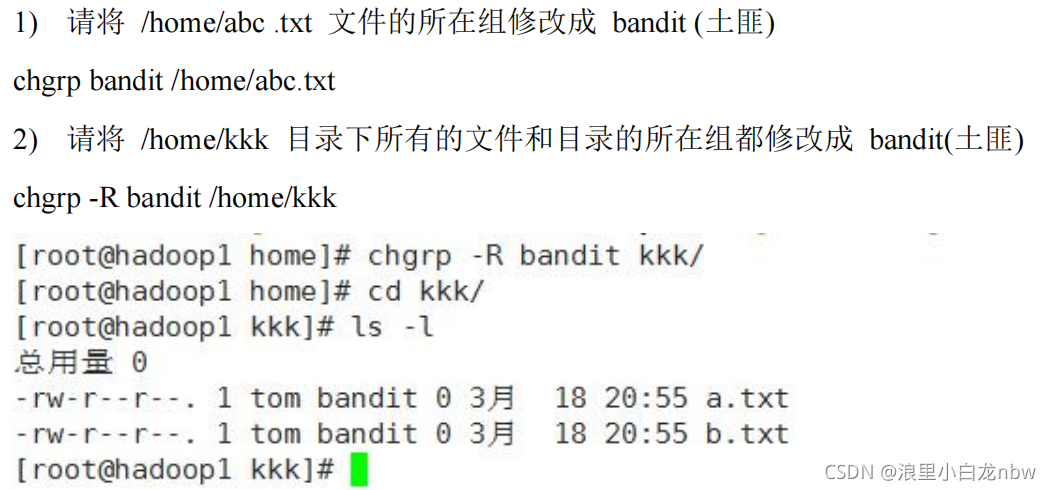 1) 请将 /home/abc .txt 文件的所在组修改成 bandit (土匪)
chgrp bandit /home/abc.txt
2) 请将 /home/kkk 目录下所有的文件和目录的所在组都修改成 bandit(土匪)
chgrp -R bandit /home/kkk
[root@hadoop1 home]# chgrp -R bandit kkk/
[root@hadoop1 home]# cd kkk/
[root@hadoop1 kkk]# ls -l
总用量 0
-rw-r--r--. 1 tom bandit 0 3月  18 20:55 a.txt
-rw-r--r--. 1 tom bandit 0 3月  18 20:55 b.txt
[root@hadoop1 kkk]#
CSDN @浪里小白龙nbw